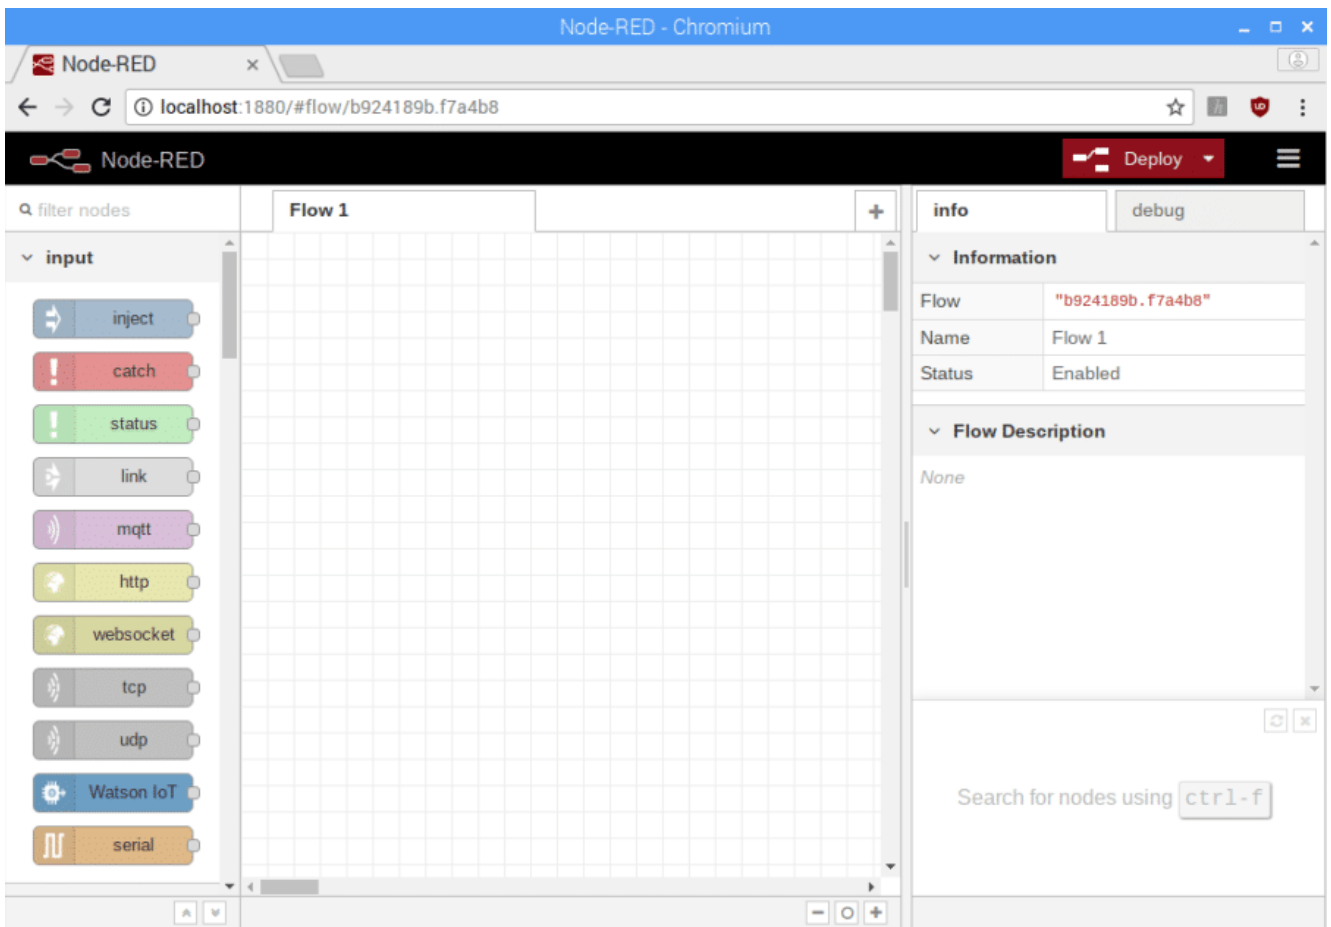 Node-RED - Chromium
Node-RED
localhost:1880/#flow/b924189b.f7a4b8
Node-RED
Deploy
filter nodes
Flow 1
info
debug
input
inject
catch
status
link
mqtt
http
websocket
tcp
udp
Watson IoT
serial
Information
Flow "b924189b.f7a4b8"
Name Flow 1
Status Enabled
Flow Description
None
Search for nodes using ctrl-f